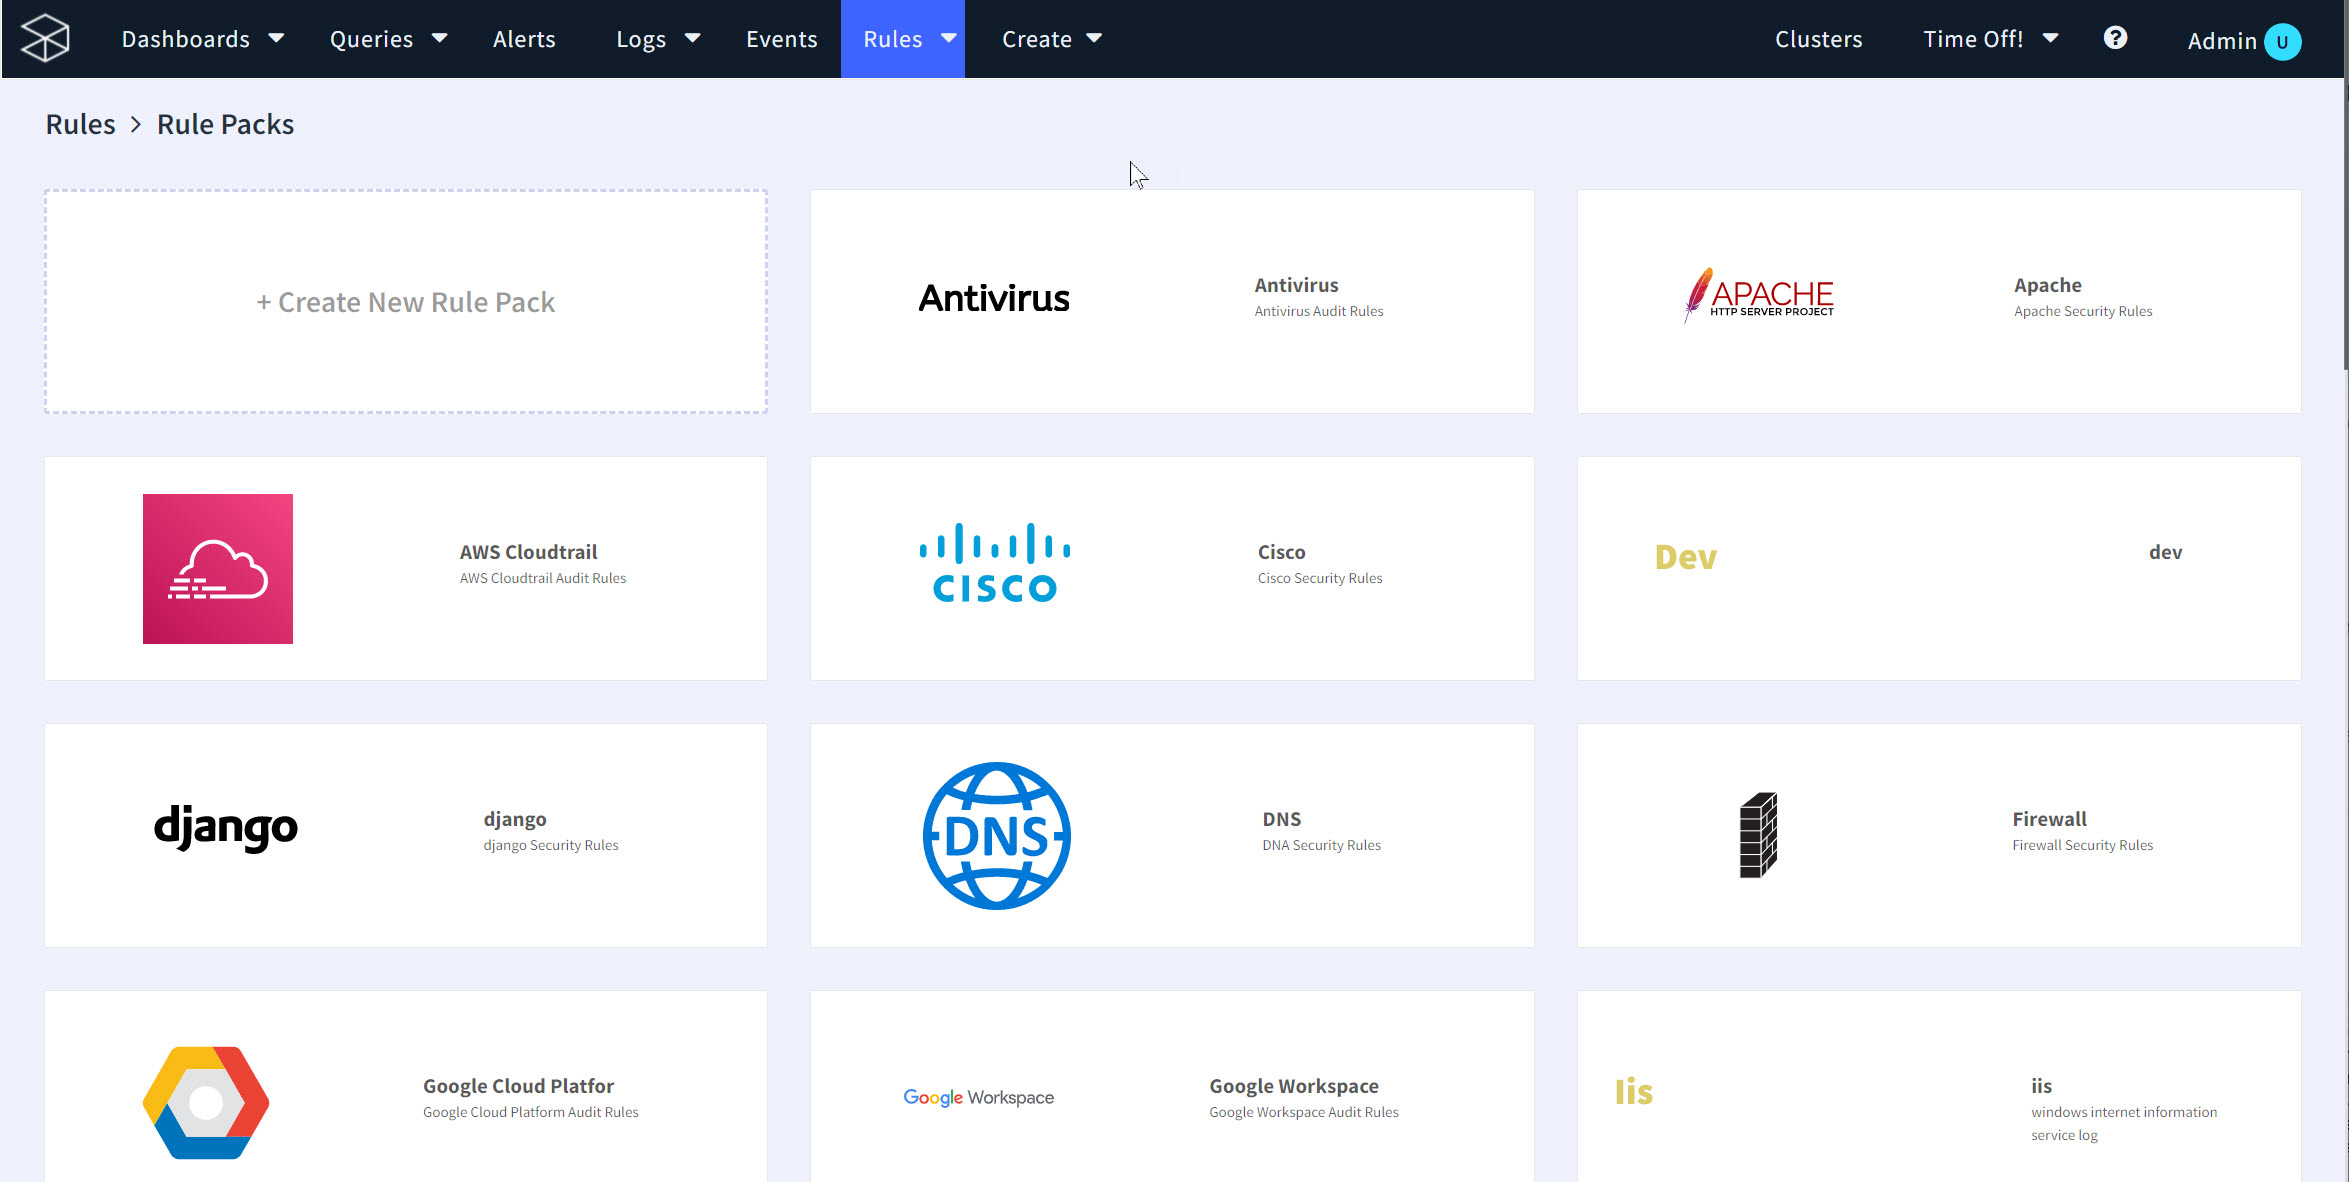 Dashboards Queries Alerts Logs Events Rules Create Clusters Time Off! ? Admin U
Rules > Rule Packs
+ Create New Rule Pack
Antivirus
Antivirus
Antivirus Audit Rules
APACHE
HTTP SERVER PROJECT
Apache
Apache Security Rules
AWS Cloudtrail
AWS Cloudtrail Audit Rules
CISCO
Cisco
Cisco Security Rules
Dev
dev
django
django
django Security Rules
DNS
DNS
DNA Security Rules
Firewall
Firewall Security Rules
Google Cloud Platfor
Google Cloud Platform Audit Rules
Google Workspace
Google Workspace
Google Workspace Audit Rules
Iis
iis
windows internet information
service log